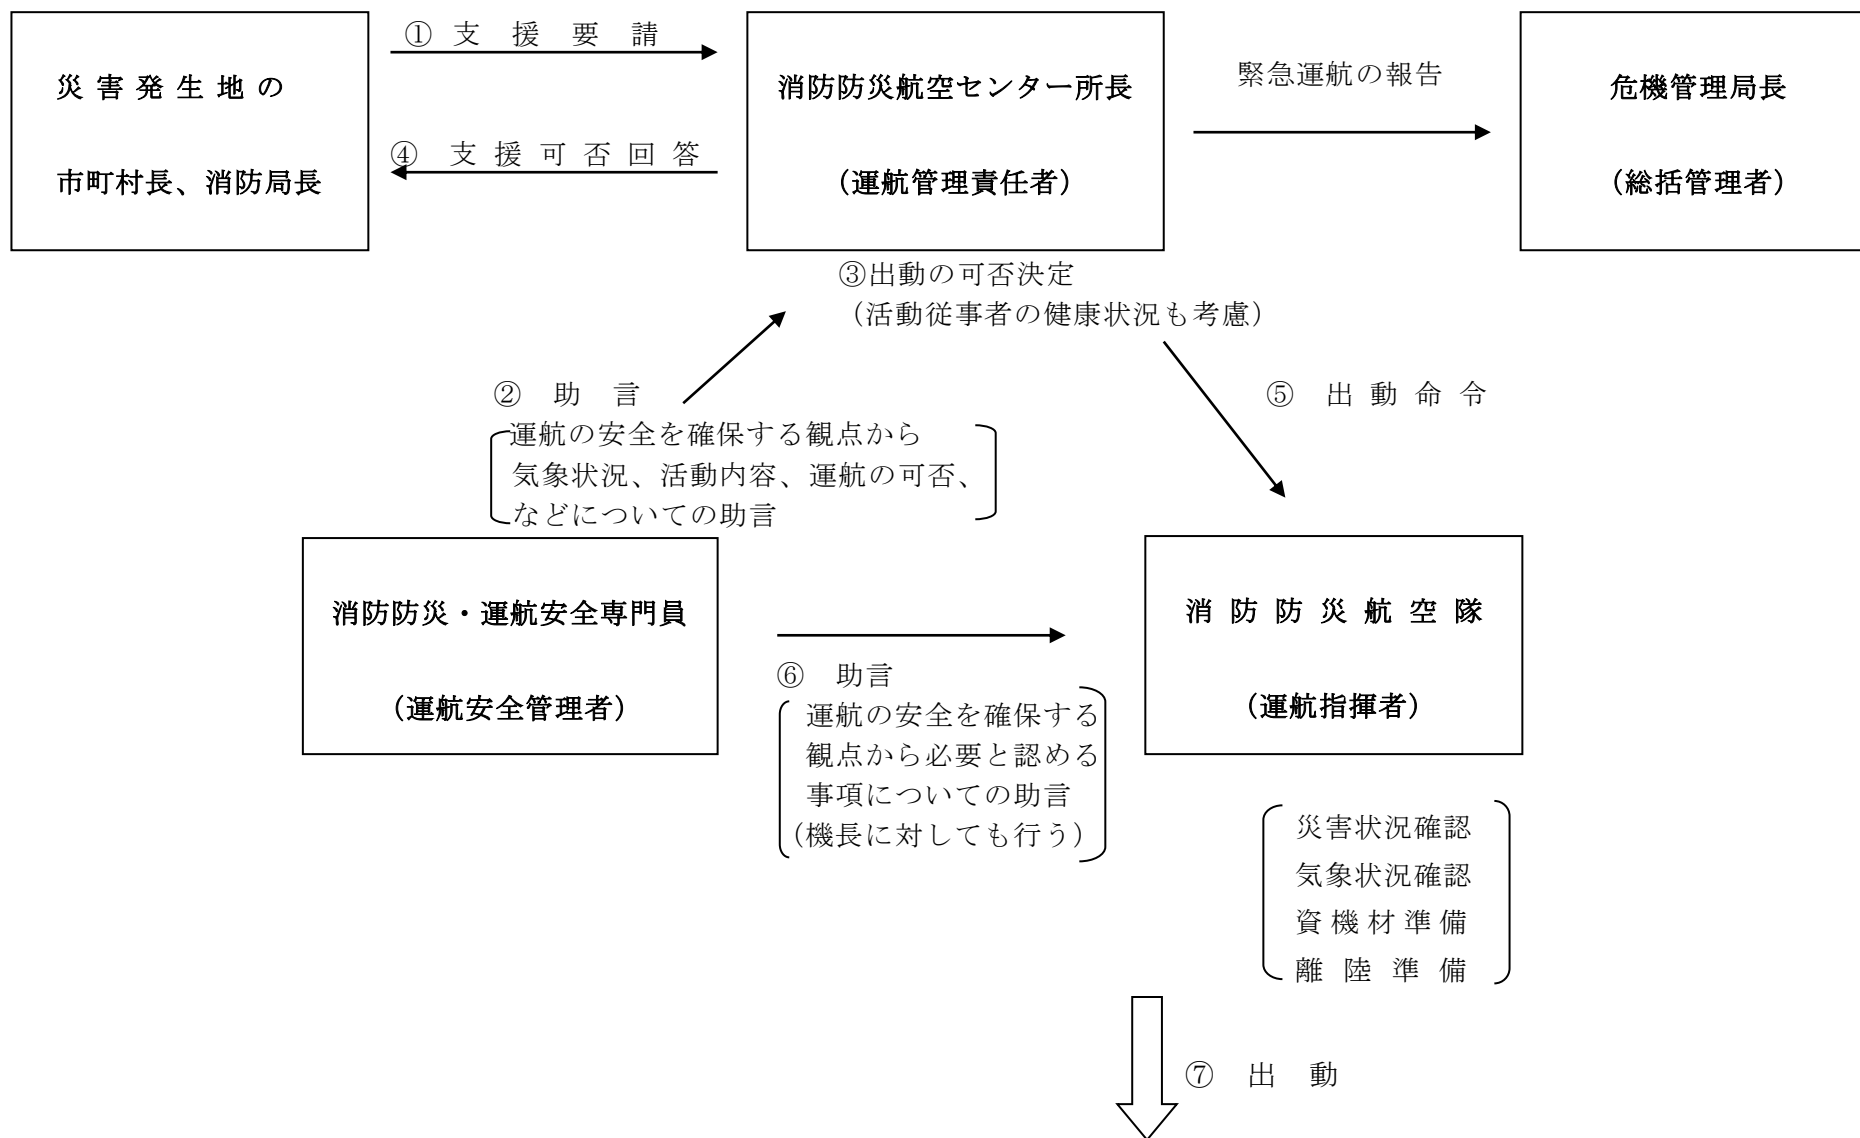 ① 支援要請
災害発生地の
市町村長、消防局長
④ 支援可否回答
消防防災航空センター所長
（運航管理責任者）
緊急運航の報告
危機管理局長
（総括管理者）
③出動の可否決定
（活動従事者の健康状況も考慮）
② 助言
運航の安全を確保する観点から
気象状況、活動内容、運航の可否、
などについての助言
⑤ 出動命令
消防防災・運航安全専門員
（運航安全管理者）
⑥ 助言
運航の安全を確保する
観点から必要と認める
事項についての助言
（機長に対しても行う）
消防防災航空隊
（運航指揮者）
災害状況確認
気象状況確認
資機材準備
離陸準備
⑦ 出動